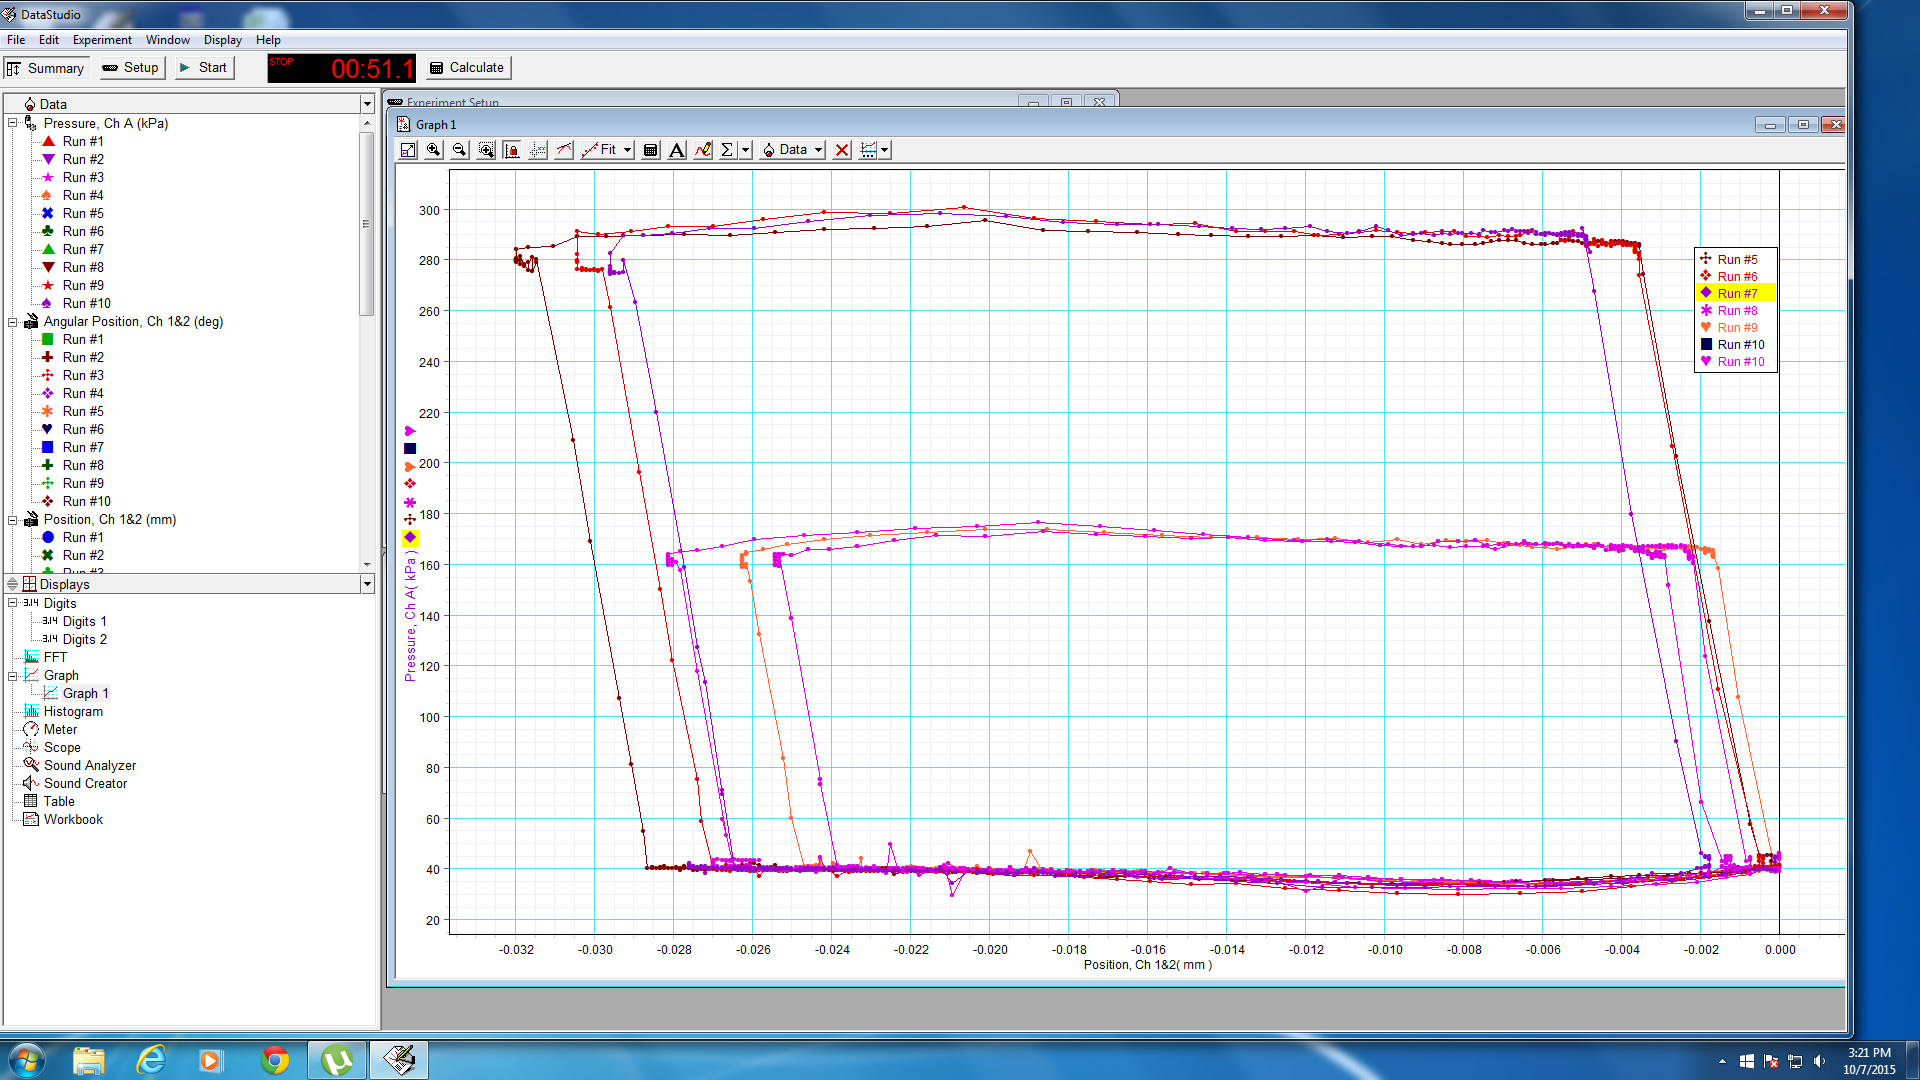 DataStudio
File Edit Experiment Window Display Help
Summary Setup Start STOP 00:51.1 Calculate
Data
Pressure, Ch A (kPa)
Run #1
Run #2
Run #3
Run #4
Run #5
Run #6
Run #7
Run #8
Run #9
Run #10
Angular Position, Ch 1&2 (deg)
Run #1
Run #2
Run #3
Run #4
Run #5
Run #6
Run #7
Run #8
Run #9
Run #10
Position, Ch 1&2 (mm)
Run #1
Run #2
Run #3
Displays
3.14 Digits
3.14 Digits 1
3.14 Digits 2
FFT
Graph
Graph 1
Histogram
Meter
Scope
Sound Analyzer
Sound Creator
Table
Workbook
Experiment Setup
Graph 1
A Fit Σ Data
300
280
260
240
220
200
180
160
140
120
100
80
60
40
20
Pressure, Ch A( kPa )
Run #5
Run #6
Run #7
Run #8
Run #9
Run #10
Run #10
-0.032 -0.030 -0.028 -0.026 -0.024 -0.022 -0.020 -0.018 -0.016 -0.014 -0.012 -0.010 -0.008 -0.006 -0.004 -0.002 0.000
Position, Ch 1&2( mm )
3:21 PM
10/7/2015